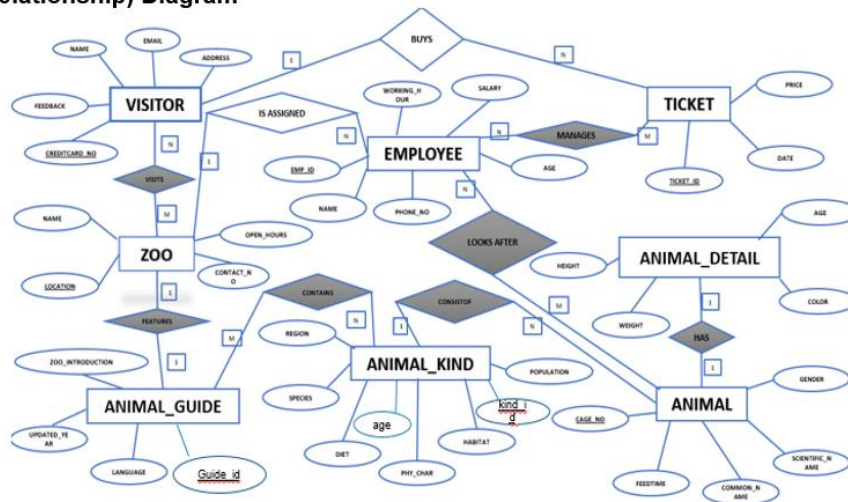 elationship) Diagram
BUYS
NAME
EMAIL
ADDRESS
1
N
VISITOR
FEEDBACK
CREDITCARD_NO
IS ASSIGNED
WORKING_H
OUR
SALARY
TICKET
PRICE
DATE
TICKET_ID
N
N
MANAGES
M
EMPLOYEE
EMP_ID
NAME
PHONE_NO
AGE
N
VISITS
1
M
N
LOOKS AFTER
NAME
ZOO
LOCATION
OPEN_HOURS
CONTACT_N
O
1
FEATURES
1
CONTAINS
M
N
CONSISTOF
1
N
M
ANIMAL_DETAIL
AGE
HEIGHT
WEIGHT
COLOR
1
HAS
1
REGION
SPECIES
ANIMAL_KIND
POPULATION
kind_i
d
age
DIET
PHY_CHAR
HABITAT
ZOO_INTRODUCTION
ANIMAL_GUIDE
UPDATED_YE
AR
LANGUAGE
Guide_id
ANIMAL
GENDER
CAGE_NO
FEEDTIME
COMMON_N
AME
SCIENTIFIC_N
AME